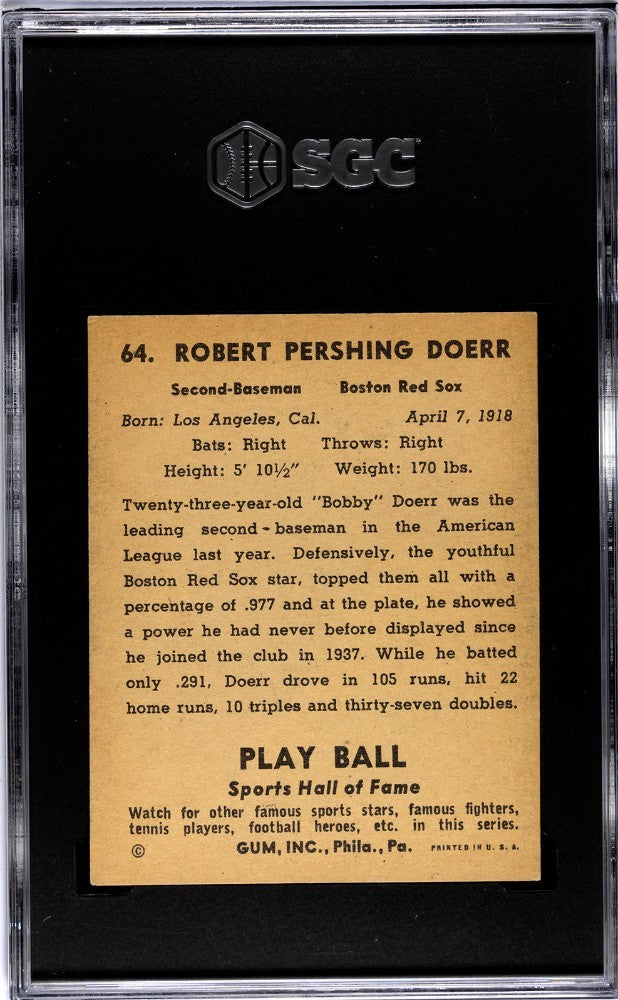 SGC
64. ROBERT PERSHING DOERR
Second-Baseman Boston Red Sox
Born: Los Angeles, Cal. April 7, 1918
Bats: Right Throws: Right
Height: 5' 10½" Weight: 170 lbs.
Twenty-three-year-old "Bobby" Doerr was the
leading second-baseman in the American
League last year. Defensively, the youthful
Boston Red Sox star, topped them all with a
percentage of .977 and at the plate, he showed
a power he had never before displayed since
he joined the club in 1937. While he batted
only .291, Doerr drove in 105 runs, hit 22
home runs, 10 triples and thirty-seven doubles.
PLAY BALL
Sports Hall of Fame
Watch for other famous sports stars, famous fighters,
tennis players, football heroes, etc. in this series.
© GUM, INC., Phila., Pa. PRINTED IN U. S. A.